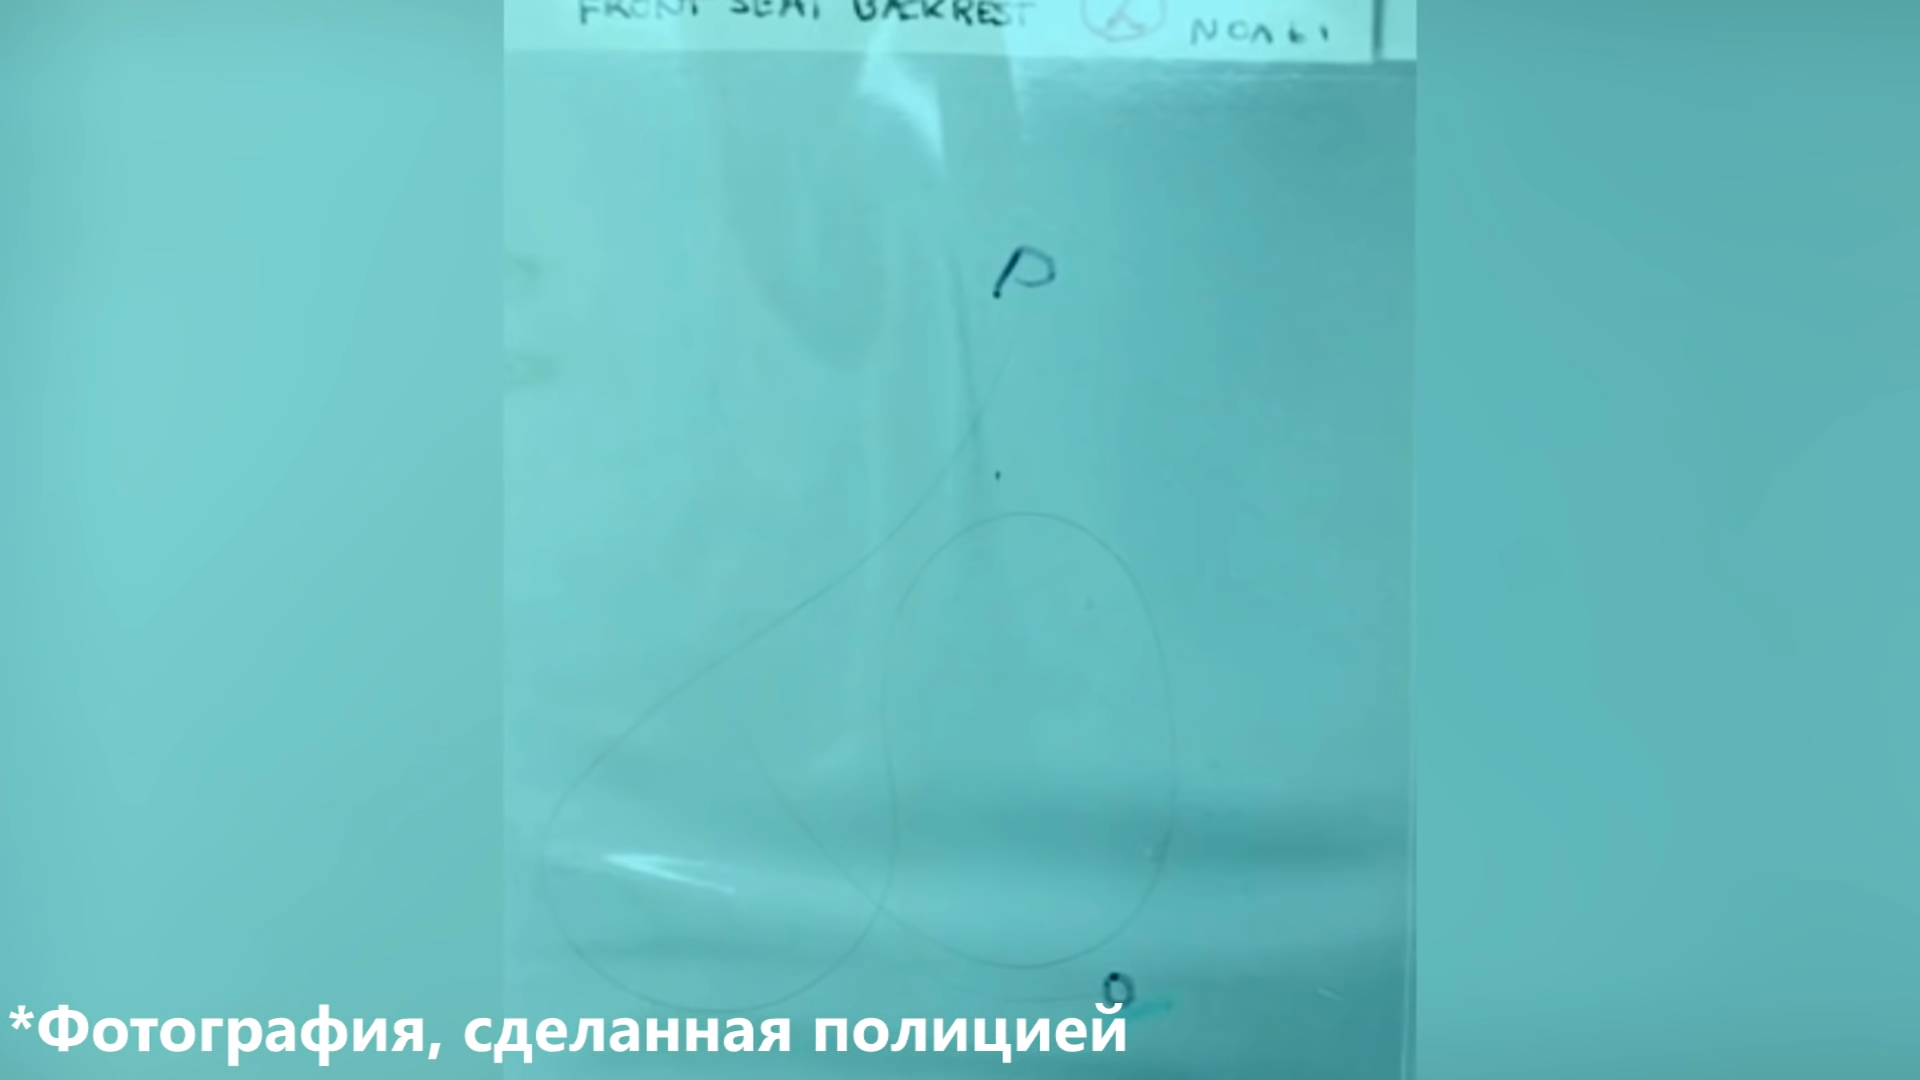 FRONT SEAT BACKREST
P
O
*Фотография, сделанная полицией